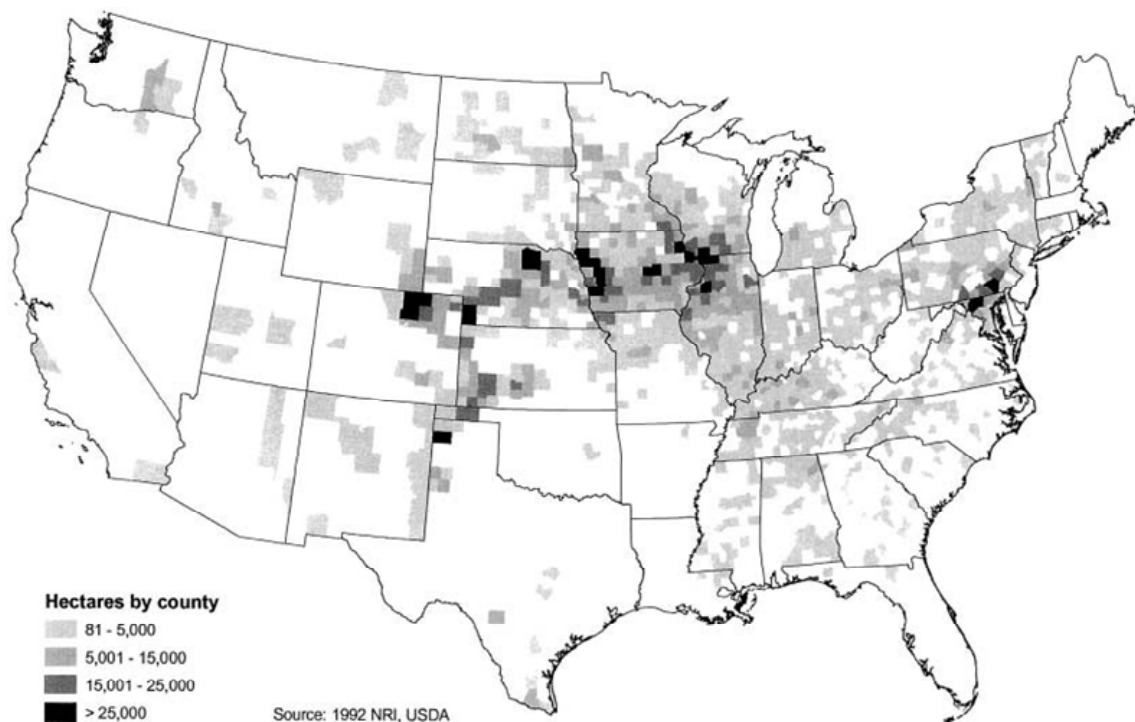 Hectares by county
81 - 5,000
5,001 - 15,000
15,001 - 25,000
> 25,000
Source: 1992 NRI, USDA